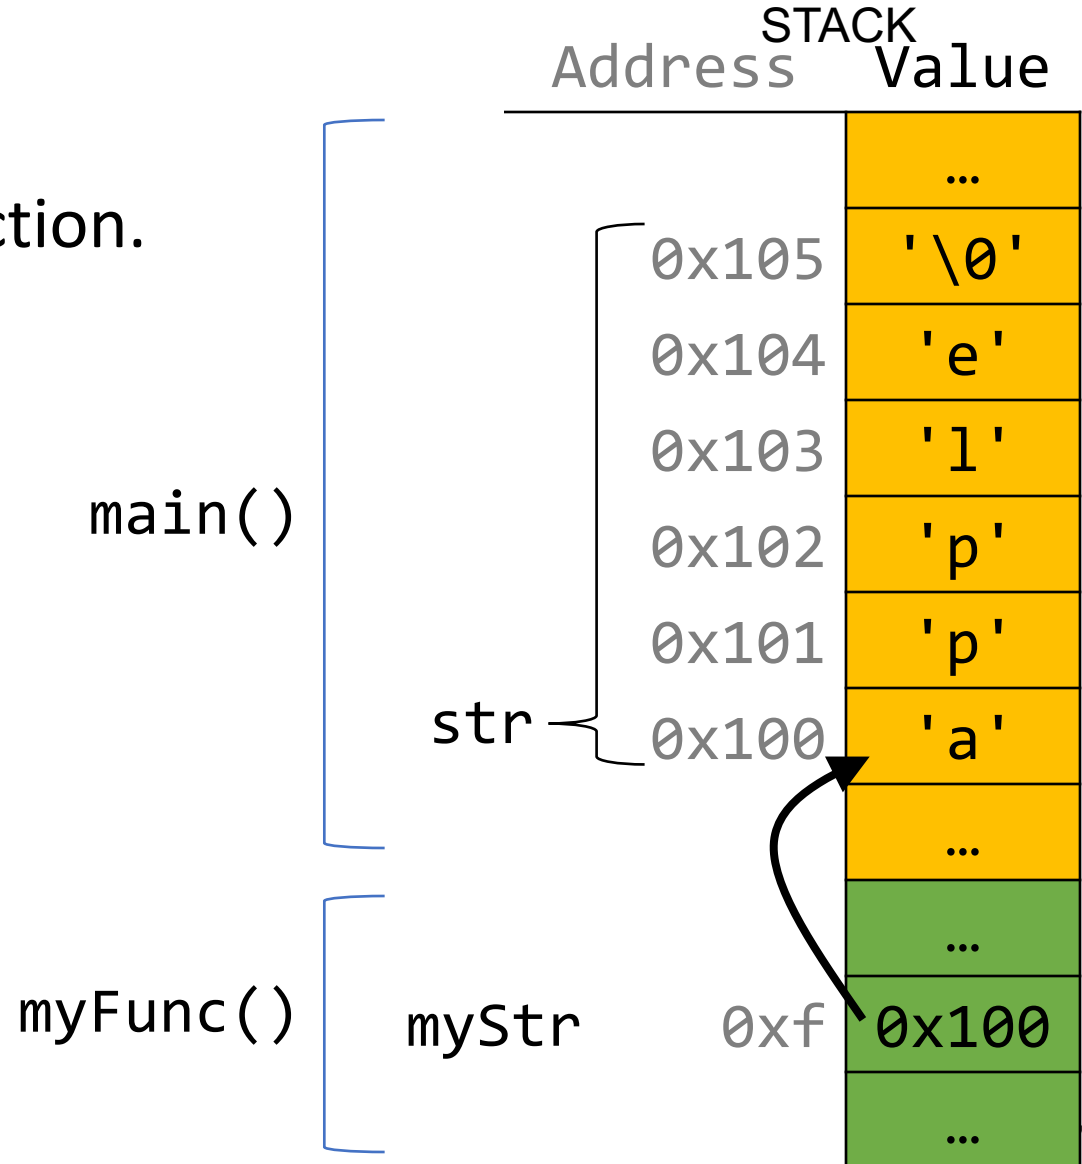 STACK
Address Value
…
ction.
0x105 '\0'
0x104 'e'
0x103 'l'
main()
0x102 'p'
0x101 'p'
str 0x100 'a'
…
…
myFunc() myStr 0xf 0x100
…